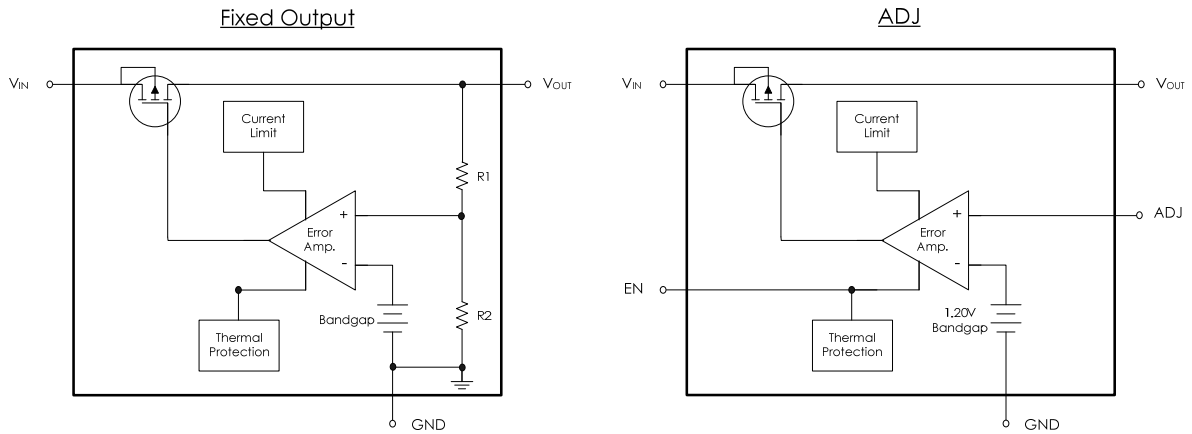 Fixed Output
VIN
VOUT
Current
Limit
R1
+
Error
Amp.
-
Bandgap
R2
Thermal
Protection
GND
ADJ
VIN
VOUT
Current
Limit
+
ADJ
Error
Amp.
-
EN
1.20V
Bandgap
Thermal
Protection
GND